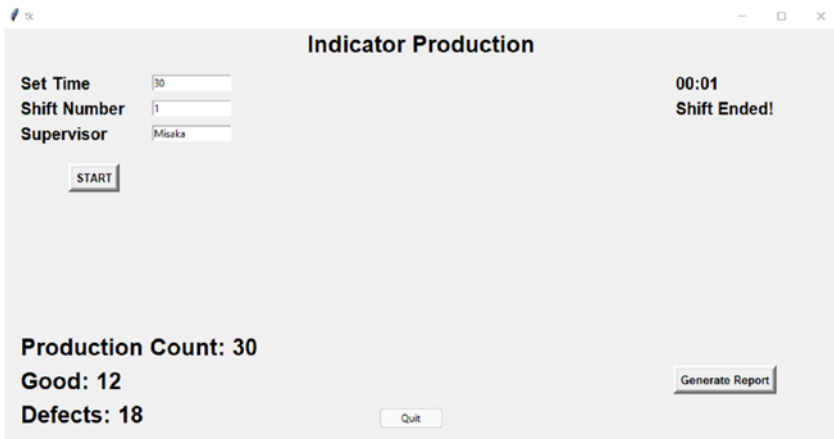 tk
Indicator Production
Set Time 30 00:01
Shift Number 1 Shift Ended!
Supervisor Misaka
START
Production Count: 30
Good: 12
Generate Report
Defects: 18
Quit